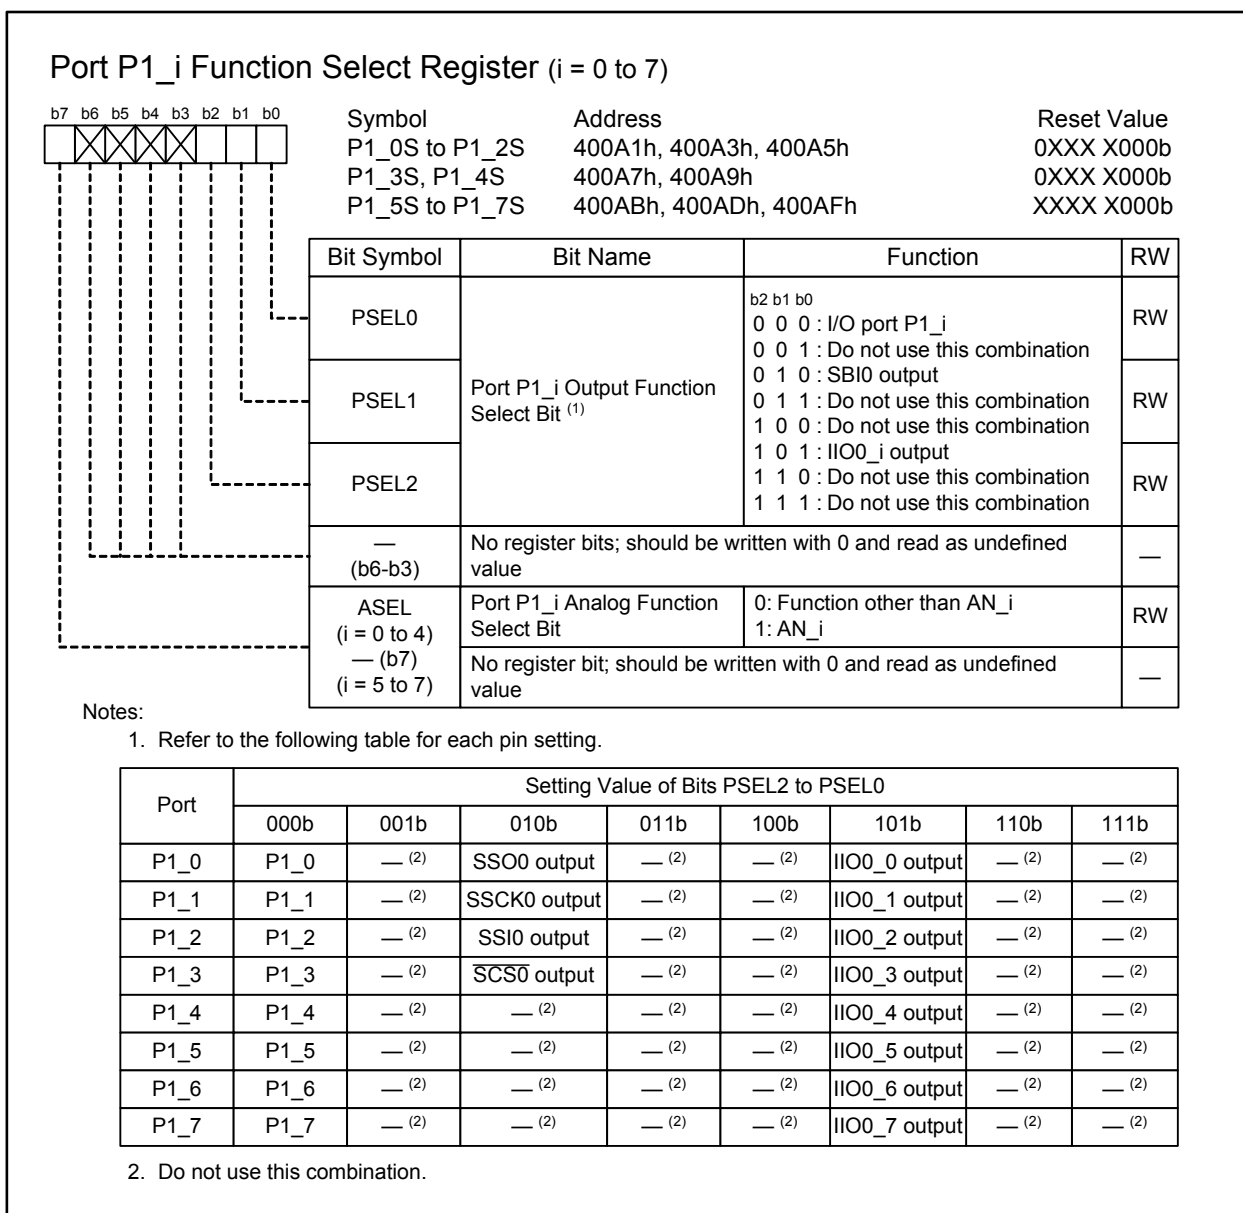 Port P1_i Function Select Register (i = 0 to 7)
b7 b6 b5 b4 b3 b2 b1 b0
Symbol Address Reset Value
P1_0S to P1_2S 400A1h, 400A3h, 400A5h 0XXX X000b
P1_3S, P1_4S 400A7h, 400A9h 0XXX X000b
P1_5S to P1_7S 400ABh, 400ADh, 400AFh XXXX X000b
Bit Symbol Bit Name Function RW
PSEL0
PSEL1
PSEL2
Port P1_i Output Function
Select Bit (1)
b2 b1 b0
0 0 0 : I/O port P1_i
0 0 1 : Do not use this combination
0 1 0 : SBI0 output
0 1 1 : Do not use this combination
1 0 0 : Do not use this combination
1 0 1 : IIO0_i output
1 1 0 : Do not use this combination
1 1 1 : Do not use this combination
RW
RW
RW
—
(b6-b3)
No register bits; should be written with 0 and read as undefined
value
—
ASEL
(i = 0 to 4)
— (b7)
(i = 5 to 7)
Port P1_i Analog Function
Select Bit
0: Function other than AN_i
1: AN_i
RW
No register bit; should be written with 0 and read as undefined
value
—
Notes:
1. Refer to the following table for each pin setting.
Port Setting Value of Bits PSEL2 to PSEL0
000b 001b 010b 011b 100b 101b 110b 111b
P1_0 P1_0 — (2) SSO0 output — (2) — (2) IIO0_0 output — (2) — (2)
P1_1 P1_1 — (2) SSCK0 output — (2) — (2) IIO0_1 output — (2) — (2)
P1_2 P1_2 — (2) SSI0 output — (2) — (2) IIO0_2 output — (2) — (2)
P1_3 P1_3 — (2) S̅C̅S̅0̅ output — (2) — (2) IIO0_3 output — (2) — (2)
P1_4 P1_4 — (2) — (2) — (2) — (2) IIO0_4 output — (2) — (2)
P1_5 P1_5 — (2) — (2) — (2) — (2) IIO0_5 output — (2) — (2)
P1_6 P1_6 — (2) — (2) — (2) — (2) IIO0_6 output — (2) — (2)
P1_7 P1_7 — (2) — (2) — (2) — (2) IIO0_7 output — (2) — (2)
2. Do not use this combination.